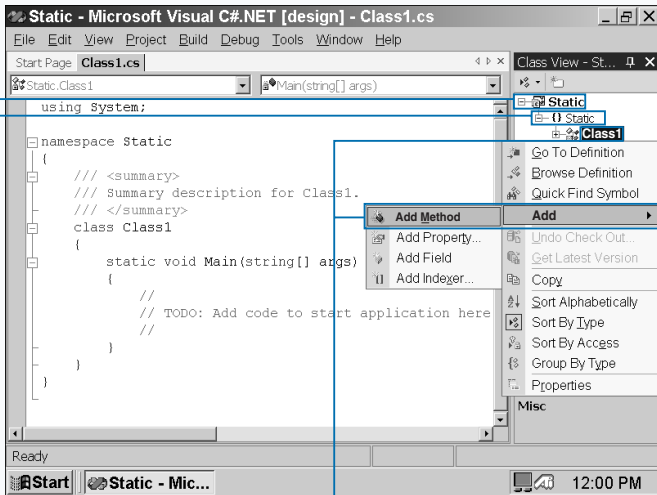 Static - Microsoft Visual C#.NET [design] - Class1.cs
File Edit View Project Build Debug Tools Window Help
Start Page Class1.cs
Class View - St...
Static.Class1
Main(string[] args)
using System;
namespace Static
{
/// <summary>
/// Summary description for Class1.
/// </summary>
class Class1
{
static void Main(string[] args)
{
//
// TODO: Add code to start application here
//
}
}
}
Static
{} Static
Class1
Go To Definition
Browse Definition
Quick Find Symbol
Add
Undo Check Out...
Get Latest Version
Copy
Sort Alphabetically
Sort By Type
Sort By Access
Group By Type
Properties
Add Method
Add Property...
Add Field
Add Indexer...
Misc
Ready
Start
Static - Mic...
12:00 PM